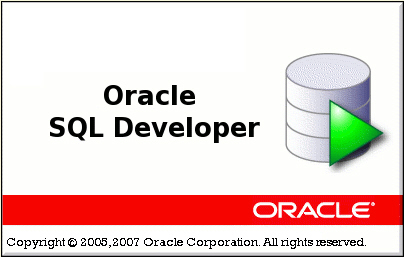 Oracle
SQL Developer
ORACLE®
Copyright © 2005,2007 Oracle Corporation. All rights reserved.